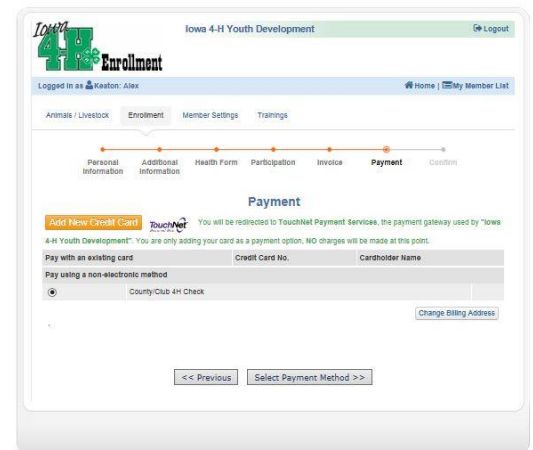 Iowa 4-H Youth Development
Logout
Iowa
4-H
Enrollment
Logged in as Keaton: Alex
Home | My Member List
Animals / Livestock Enrollment Member Settings Trainings
Personal Information Additional Information Health Form Participation Invoice Payment Confirm
Payment
Add New Credit Card TouchNet You will be redirected to TouchNet Payment Services, the payment gateway used by "Iowa
4-H Youth Development". You are only adding your card as a payment option, NO charges will be made at this point.
Pay with an existing card Credit Card No. Cardholder Name
Pay using a non-electronic method
County/Club 4H Check
Change Billing Address
<< Previous Select Payment Method >>